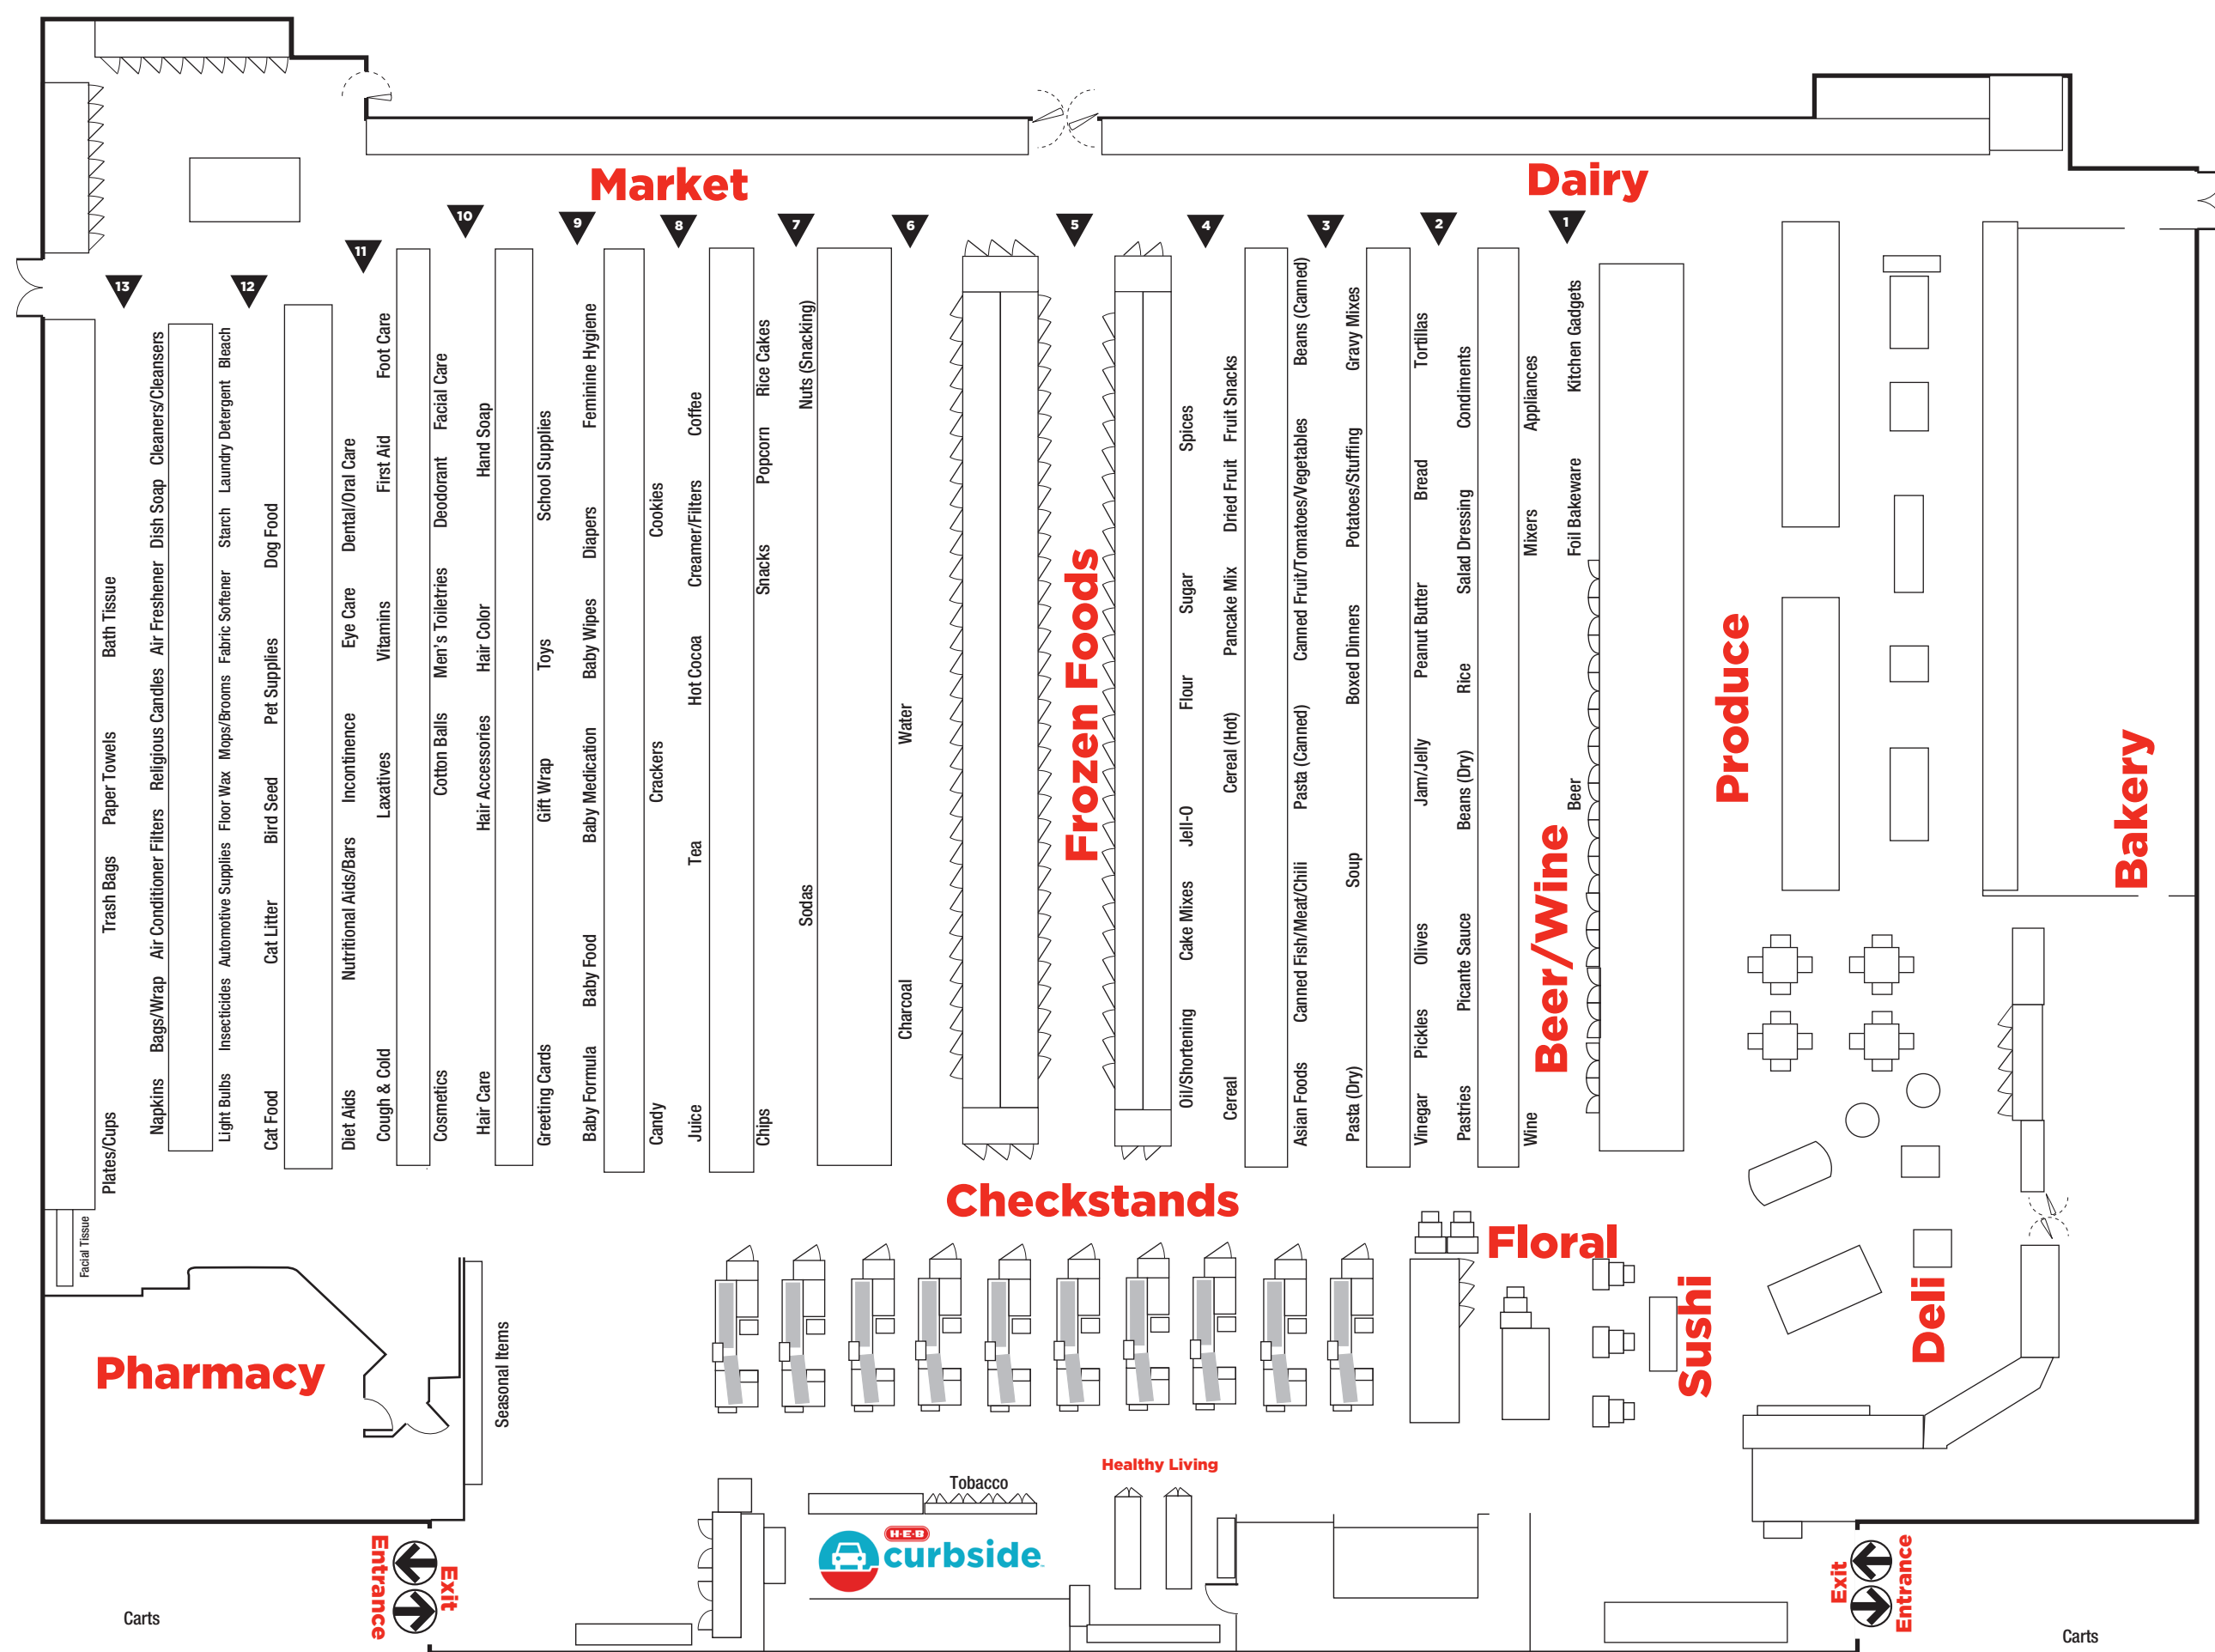 Market
Dairy
13
12
11
10
9
8
7
6
5
4
3
2
1
Facial Tissue
Plates/Cups
Trash Bags
Paper Towels
Bath Tissue
Napkins
Bags/Wrap
Air Conditioner Filters
Religious Candles
Air Freshener
Dish Soap
Cleaners/Cleansers
Light Bulbs
Insecticides
Automotive Supplies
Floor Wax
Mops/Brooms
Fabric Softener
Starch
Laundry Detergent
Bleach
Cat Food
Cat Litter
Bird Seed
Pet Supplies
Dog Food
Diet Aids
Nutritional Aids/Bars
Incontinence
Eye Care
Dental/Oral Care
Cough & Cold
Laxatives
Vitamins
First Aid
Foot Care
Cosmetics
Cotton Balls
Men's Toiletries
Deodorant
Facial Care
Hair Care
Hair Accessories
Hair Color
Hand Soap
Greeting Cards
Gift Wrap
Toys
School Supplies
Baby Formula
Baby Food
Baby Medication
Baby Wipes
Diapers
Feminine Hygiene
Candy
Crackers
Cookies
Juice
Tea
Hot Cocoa
Creamer/Filters
Coffee
Chips
Snacks
Popcorn
Rice Cakes
Sodas
Nuts (Snacking)
Charcoal
Water
Frozen Foods
Oil/Shortening
Cake Mixes
Jell-O
Flour
Sugar
Spices
Cereal
Cereal (Hot)
Pancake Mix
Dried Fruit
Fruit Snacks
Asian Foods
Canned Fish/Meat/Chili
Pasta (Canned)
Canned Fruit/Tomatoes/Vegetables
Beans (Canned)
Pasta (Dry)
Soup
Boxed Dinners
Potatoes/Stuffing
Gravy Mixes
Vinegar
Pickles
Olives
Jam/Jelly
Peanut Butter
Bread
Tortillas
Pastries
Picante Sauce
Beans (Dry)
Rice
Salad Dressing
Condiments
Wine
Mixers
Appliances
Beer/Wine
Beer
Foil Bakeware
Kitchen Gadgets
Produce
Bakery
Checkstands
Floral
Sushi
Deli
Pharmacy
Seasonal Items
Tobacco
Healthy Living
H-E-B
curbside
Entrance
Exit
Exit
Entrance
Carts
Carts